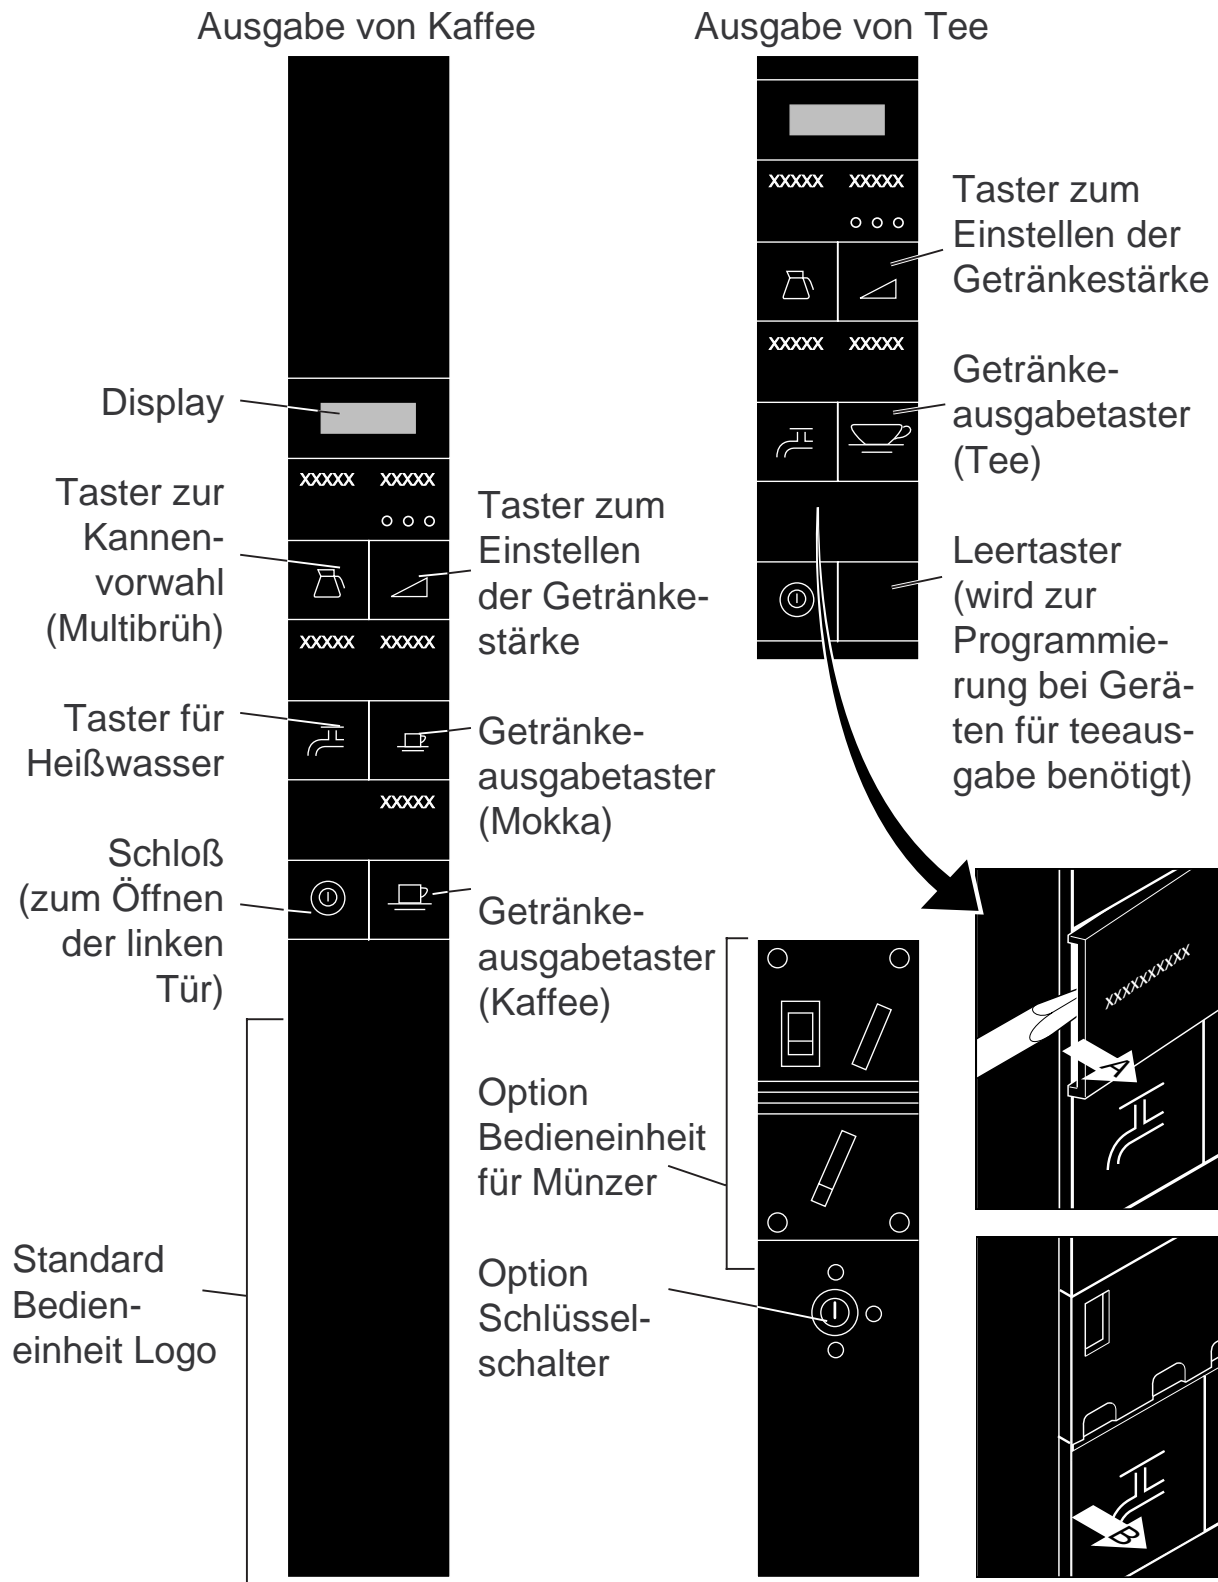 Ausgabe von Kaffee
Ausgabe von Tee
Display
Taster zur
Kannen-
vorwahl
(Multibrüh)
Taster für
Heißwasser
Schloß
(zum Öffnen
der linken
Tür)
Standard
Bedien-
einheit Logo
XXXXX XXXXX
XXXXX XXXXX
XXXXX
Taster zum
Einstellen
der Getränke-
stärke
Getränke-
ausgabetaster
(Mokka)
Getränke-
ausgabetaster
(Kaffee)
Option
Bedieneinheit
für Münzer
Option
Schlüssel-
schalter
XXXXX XXXXX
XXXXX XXXXX
Taster zum
Einstellen der
Getränkestärke
Getränke-
ausgabetaster
(Tee)
Leertaster
(wird zur
Programmie-
rung bei Gerä-
ten für teeaus-
gabe benötigt)
XXXXXXXXXX
A
B